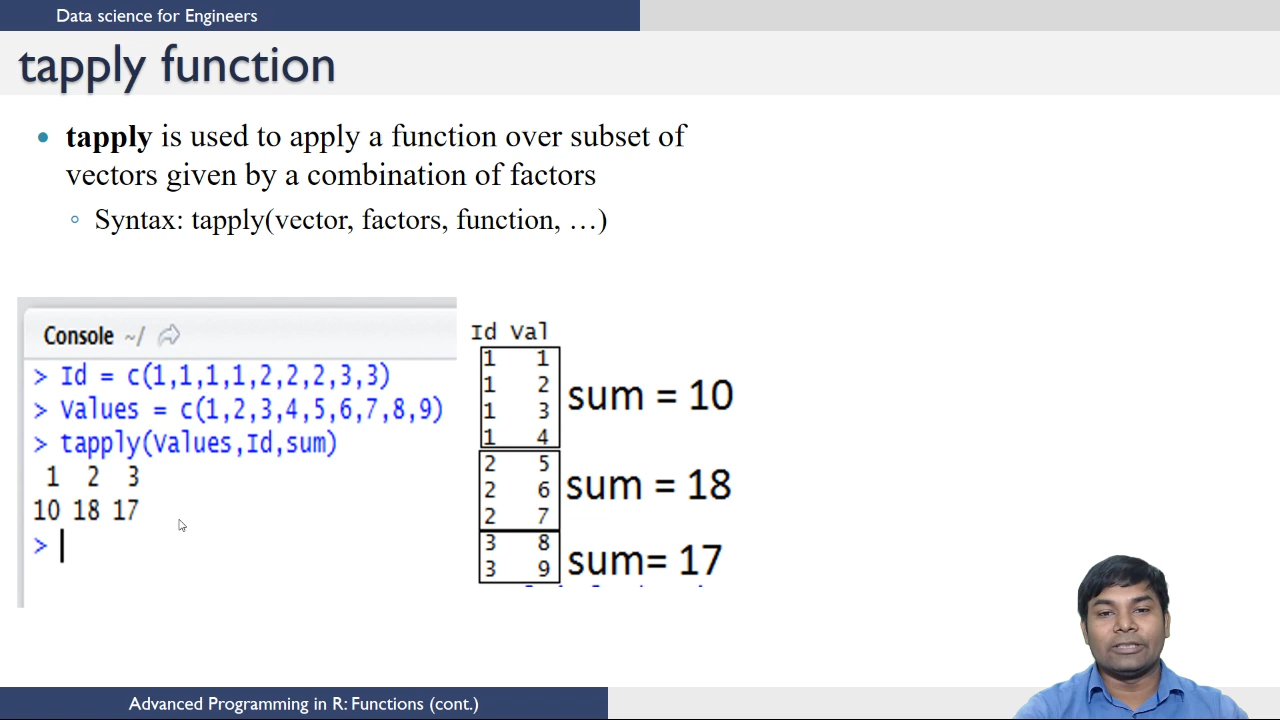 Data science for Engineers
tapply function
• tapply is used to apply a function over subset of
vectors given by a combination of factors
◦ Syntax: tapply(vector, factors, function, …)
Console ~/
> Id = c(1,1,1,1,2,2,2,3,3)
> Values = c(1,2,3,4,5,6,7,8,9)
> tapply(Values,Id,sum)
1 2 3
10 18 17
>
Id Val
1 1
1 2
1 3
1 4
sum = 10
2 5
2 6
2 7
sum = 18
3 8
3 9
sum= 17
Advanced Programming in R: Functions (cont.)